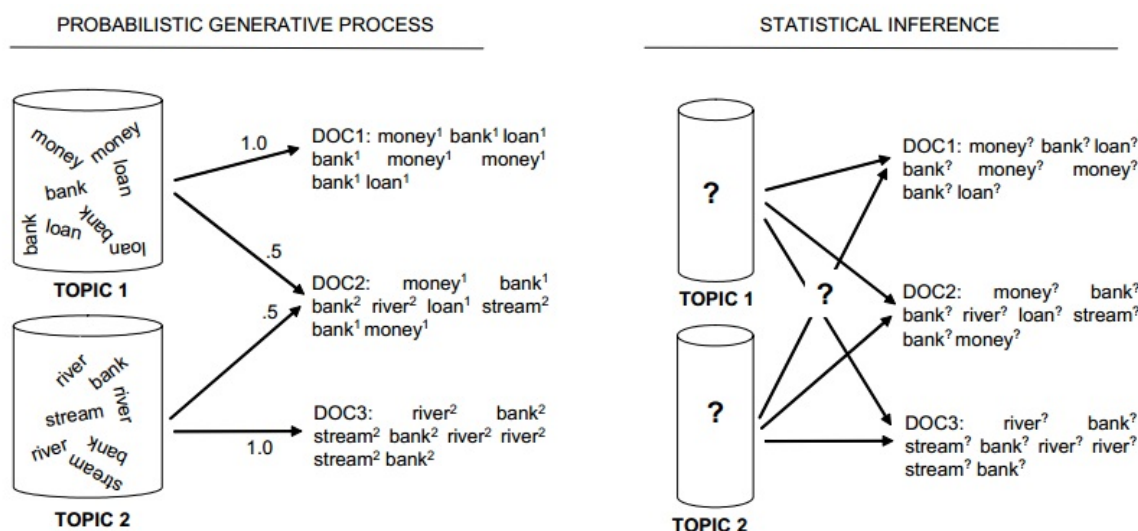 PROBABILISTIC GENERATIVE PROCESS
money
money
loan
bank
bank
loan
bank
loan
TOPIC 1
river
bank
river
stream
river
bank
stream
TOPIC 2
1.0
.5
.5
1.0
DOC1: money¹ bank¹ loan¹
bank¹ money¹ money¹
bank¹ loan¹
DOC2: money¹ bank¹
bank² river² loan¹ stream²
bank¹ money¹
DOC3: river² bank²
stream² bank² river² river²
stream² bank²
STATISTICAL INFERENCE
?
TOPIC 1
?
?
TOPIC 2
DOC1: money? bank? loan?
bank? money? money?
bank? loan?
DOC2: money? bank?
bank? river? loan? stream?
bank? money?
DOC3: river? bank?
stream? bank? river? river?
stream? bank?